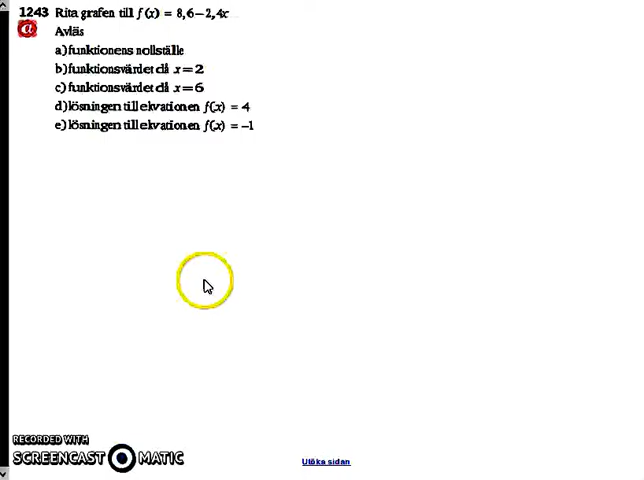 1243 Rita grafen till f(x) = 8,6−2,4x
a Avläs
a) funktionens nollställe
b) funktionsvärdet då x=2
c) funktionsvärdet då x=6
d) lösningen till ekvationen f(x) = 4
e) lösningen till ekvationen f(x) = −1
RECORDED WITH
SCREENCAST O MATIC
Utöka sidan